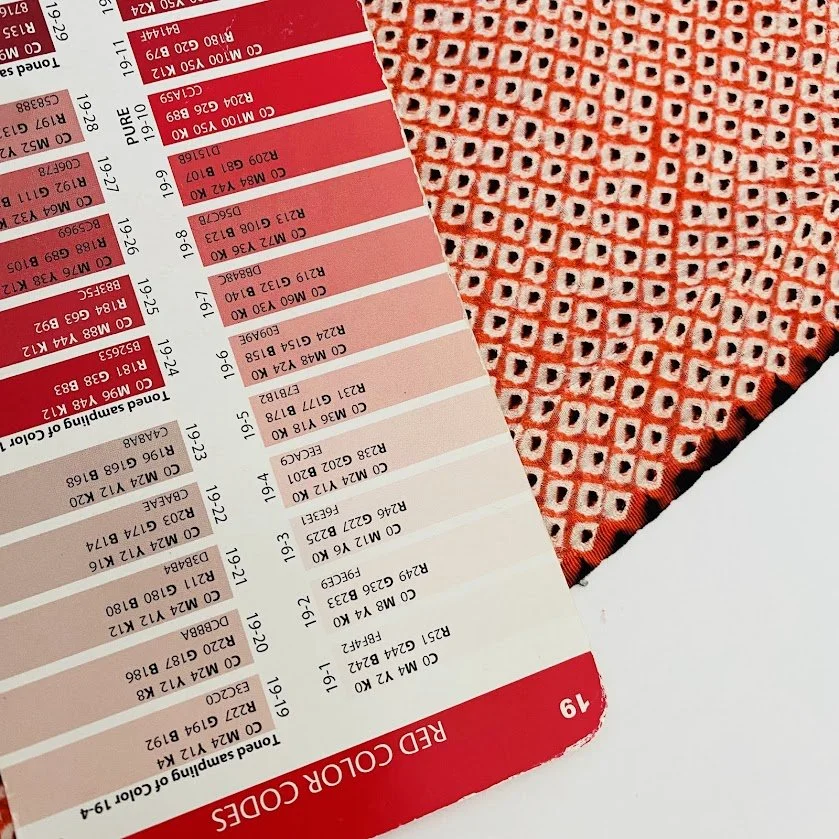 19
RED COLOR CODES
19-1
C0 M4 Y2 K0
R251 G244 B242
FBF4F2
19-2
C0 M8 Y4 K0
R249 G236 B233
F9ECE9
19-3
C0 M12 Y6 K0
R246 G227 B225
F6E3E1
19-4
C0 M24 Y12 K0
R238 G202 B201
EECAC9
19-5
C0 M36 Y18 K0
R231 G177 B178
E7B1B2
19-6
C0 M48 Y24 K0
R224 G154 B158
E09A9E
19-7
C0 M60 Y30 K0
R219 G132 B140
DB848C
19-8
C0 M72 Y36 K0
R213 G108 B123
D56C7B
19-9
C0 M84 Y42 K0
R209 G81 B107
D1516B
PURE
19-10
C0 M100 Y50 K0
R204 G26 B89
CC1A59
19-11
C0 M100 Y50 K12
R180 G20 B79
B4144F
Y50 K24
Toned sampling of Color 19-4
19-19
C0 M24 Y12 K4
R227 G194 B192
E3C2C0
19-20
C0 M24 Y12 K8
R220 G187 B186
DCBBBA
19-21
C0 M24 Y12 K12
R211 G180 B180
D3B4B4
19-22
C0 M24 Y12 K16
R203 G174 B174
CBAEAE
19-23
C0 M24 Y12 K20
R196 G168 B168
C4A8A8
Toned sampling of Color 1
19-24
C0 M96 Y48 K12
R181 G38 B83
B52653
19-25
C0 M88 Y44 K12
R184 G63 B92
B83F5C
19-26
C0 M76 Y38 K12
R188 G89 B105
BC5969
19-27
C0 M64 Y32 K
R192 G111 B
C06F78
19-28
C0 M52 Y2
R197 G13
C58388
Toned sam
19-29
C0 M9
R135
8716